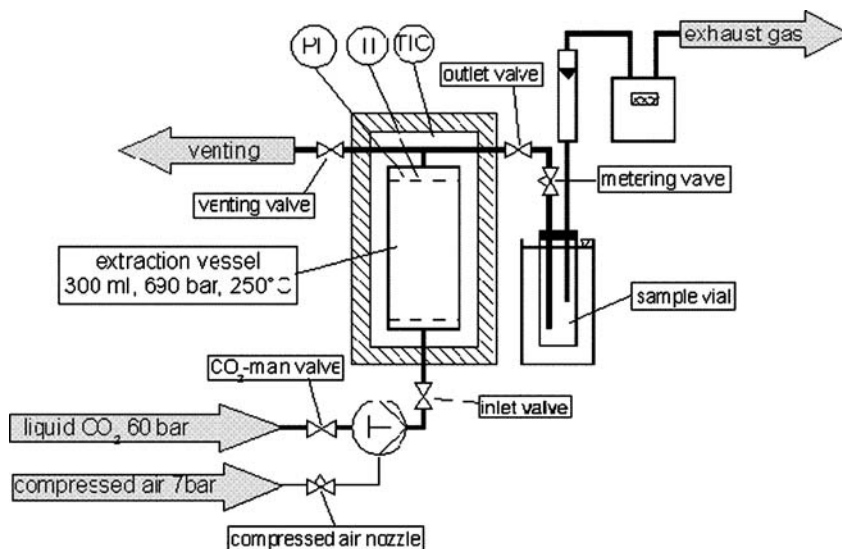 exhaust gas
PI
TI
TIC
outlet valve
venting
metering vave
venting valve
extraction vessel
300 ml, 690 bar, 250°C
sample vial
CO₂-man valve
inlet valve
liquid CO₂ 60 bar
compressed air 7bar
compressed air nozzle